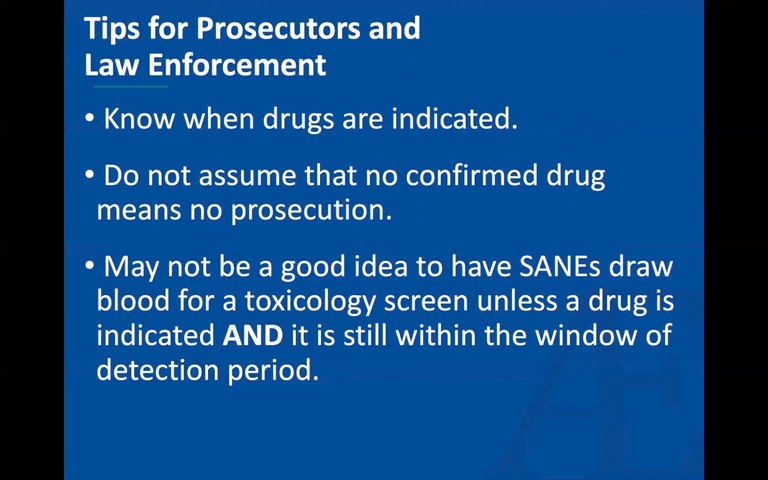 Tips for Prosecutors and
Law Enforcement
• Know when drugs are indicated.
• Do not assume that no confirmed drug
means no prosecution.
• May not be a good idea to have SANEs draw
blood for a toxicology screen unless a drug is
indicated AND it is still within the window of
detection period.